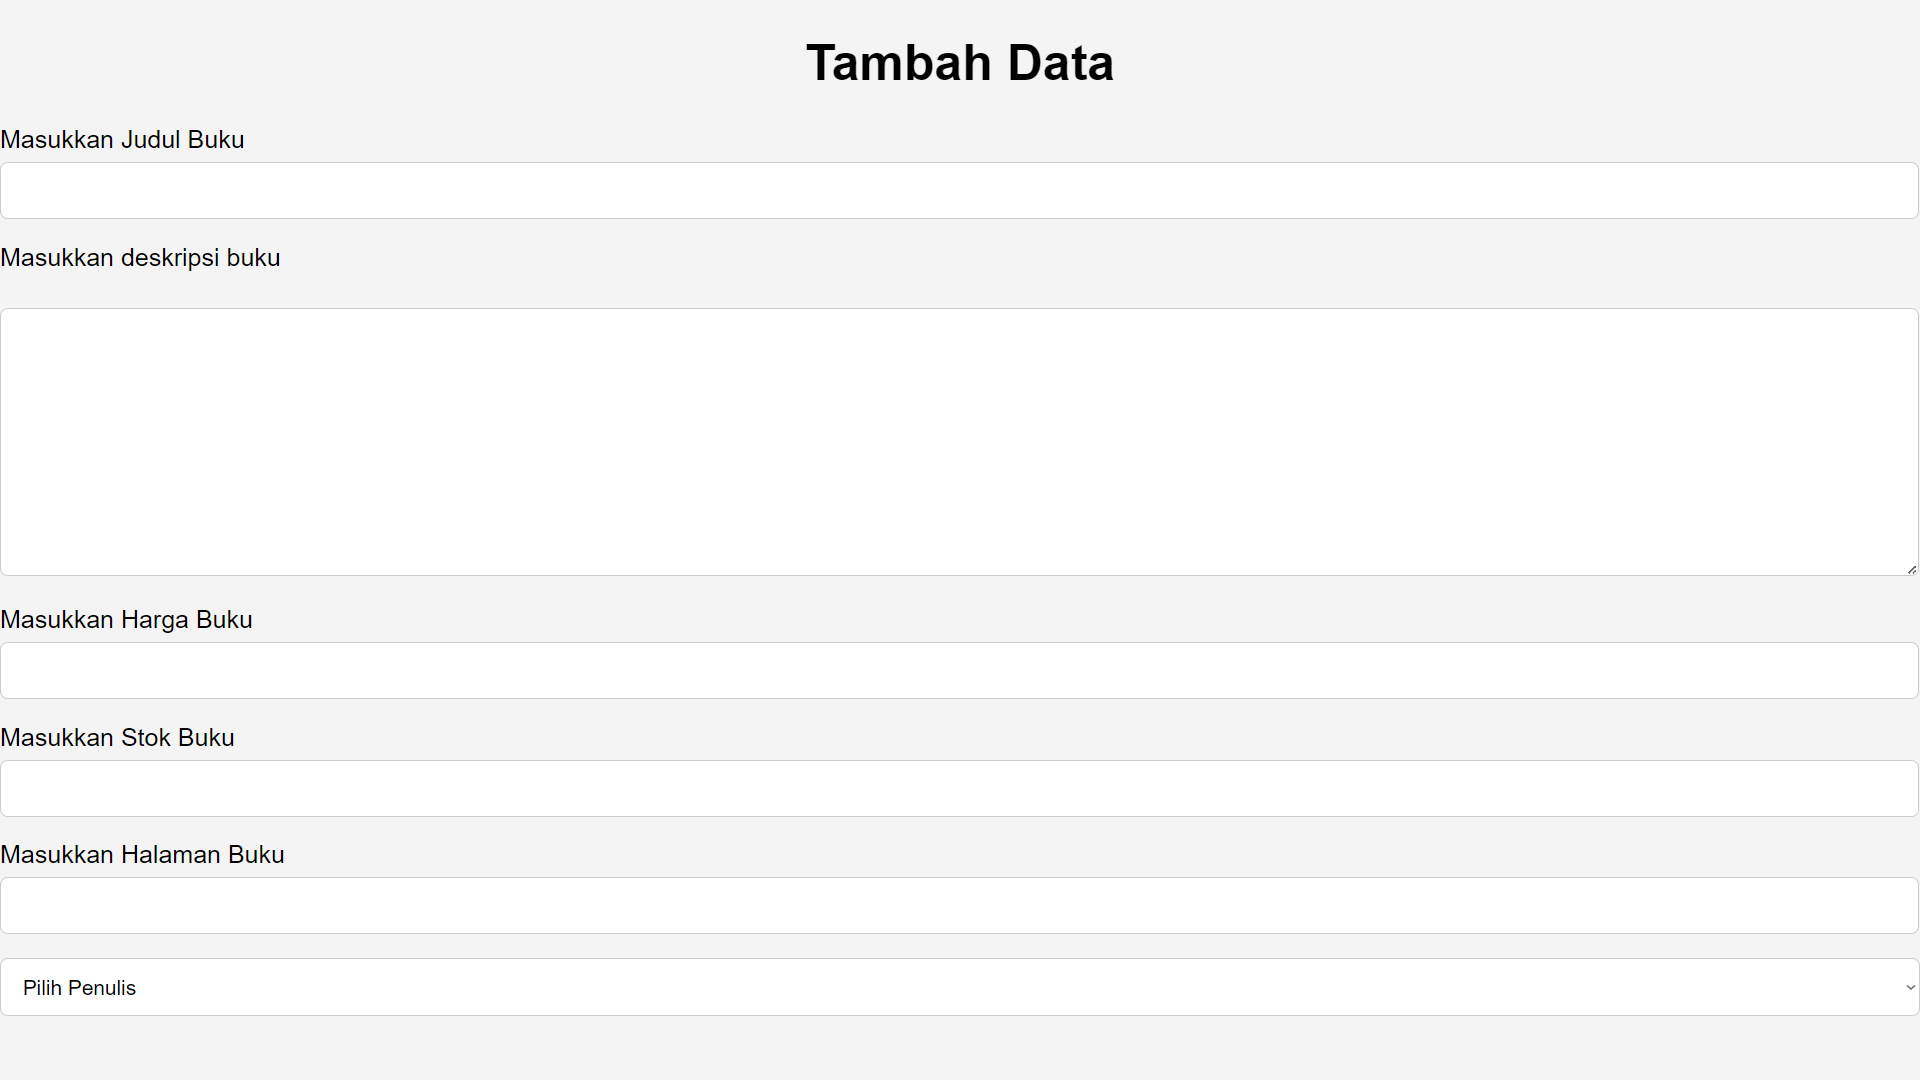 Tambah Data
Masukkan Judul Buku
Masukkan deskripsi buku
Masukkan Harga Buku
Masukkan Stok Buku
Masukkan Halaman Buku
Pilih Penulis